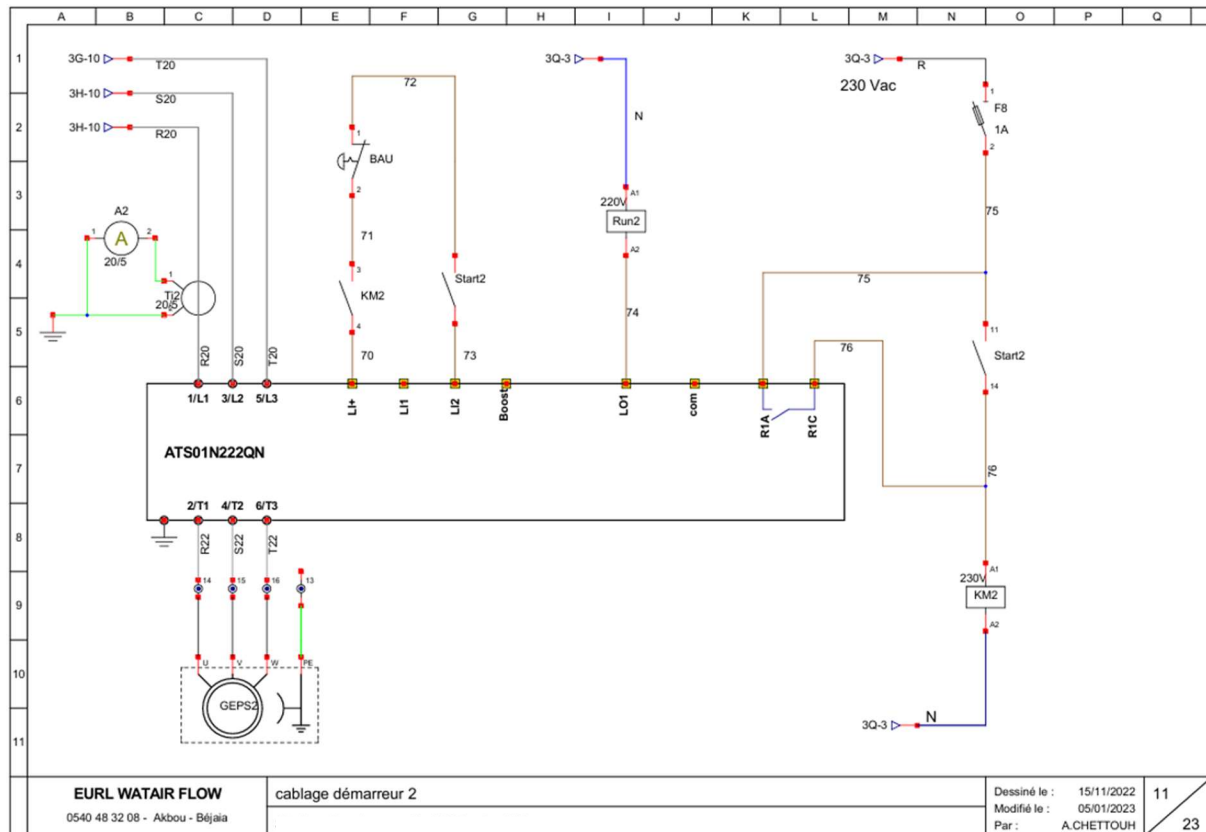 A B C D E F G H I J K L M N O P Q
1
3G-10 T20 3Q-3 3Q-3 R
72
230 Vac
3H-10 S20
1
F8
N
2
3H-10 R20
1
1A
BAU
2
3
2
A1
220V
A2
75
Run2
1 A 2
71
20/5
A2
4
1
3
Start2
75
Ti2
KM2
20/5
2
74
11
5
4
76
Start2
R20 S20 T20
70
73
14
6
1/L1 3/L2 5/L3 LI+ LI1 LI2 Boost LO1 com R1A R1C
ATS01N222QN
7
76
2/T1 4/T2 6/T3
8
R22 S22 T22
A1
14 15 16 13
230V
9
KM2
A2
U V W PE
10
GEPS2
3Q-3 N
11
EURL WATAIR FLOW
0540 48 32 08 - Akbou - Béjaia
cablage démarreur 2
Dessiné le : 15/11/2022
Modifié le : 05/01/2023
Par : A.CHETTOUH
11
23